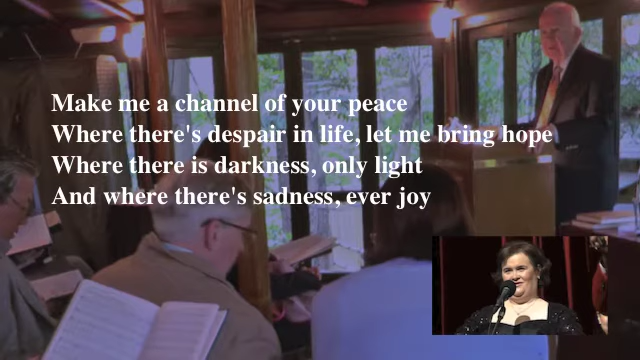 Make me a channel of your peace
Where there's despair in life, let me bring hope
Where there is darkness, only light
And where there's sadness, ever joy